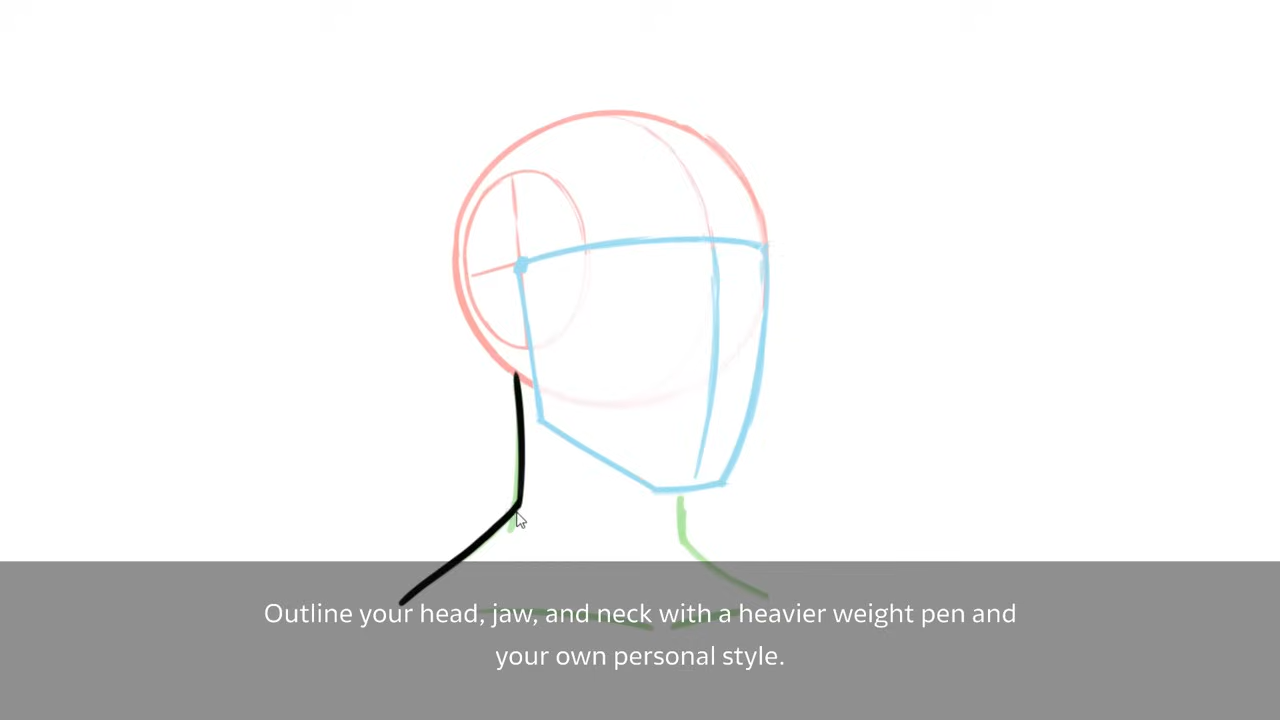 Outline your head, jaw, and neck with a heavier weight pen and
your own personal style.